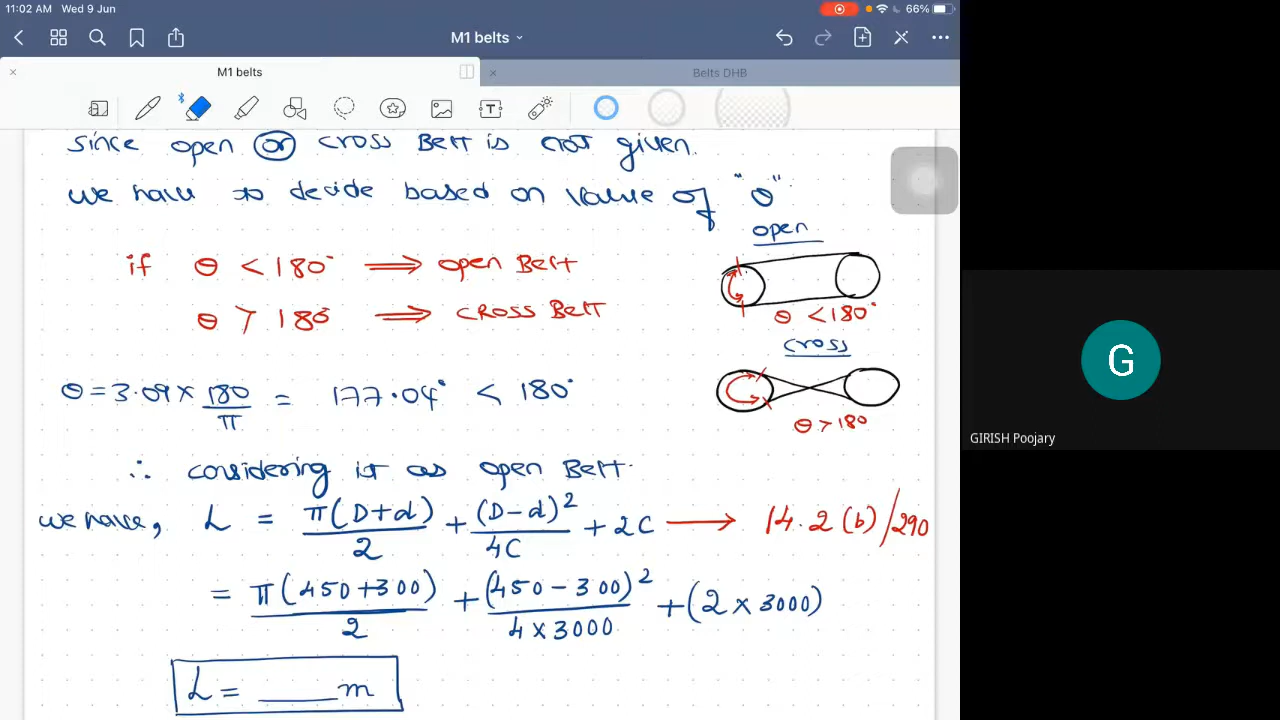 11:02 AM Wed 9 Jun
66%
M1 belts
M1 belts
Belts DHB
since open or cross Belt is not given.
we have to decide based on value of "θ".
open
if θ < 180° ⟹ open Belt
θ > 180 ⟹ cross Belt
θ < 180°
cross
θ > 180
θ = 3.09 × 180/π = 177.04° < 180°
∴ considering it as open Belt.
we have, L = π(D+d)/2 + (D-d)²/4C + 2C ⟶ 14.2 (b)/290
= π(450+300)/2 + (450-300)²/4×3000 + (2×3000)
L = ____ m
G
GIRISH Poojary